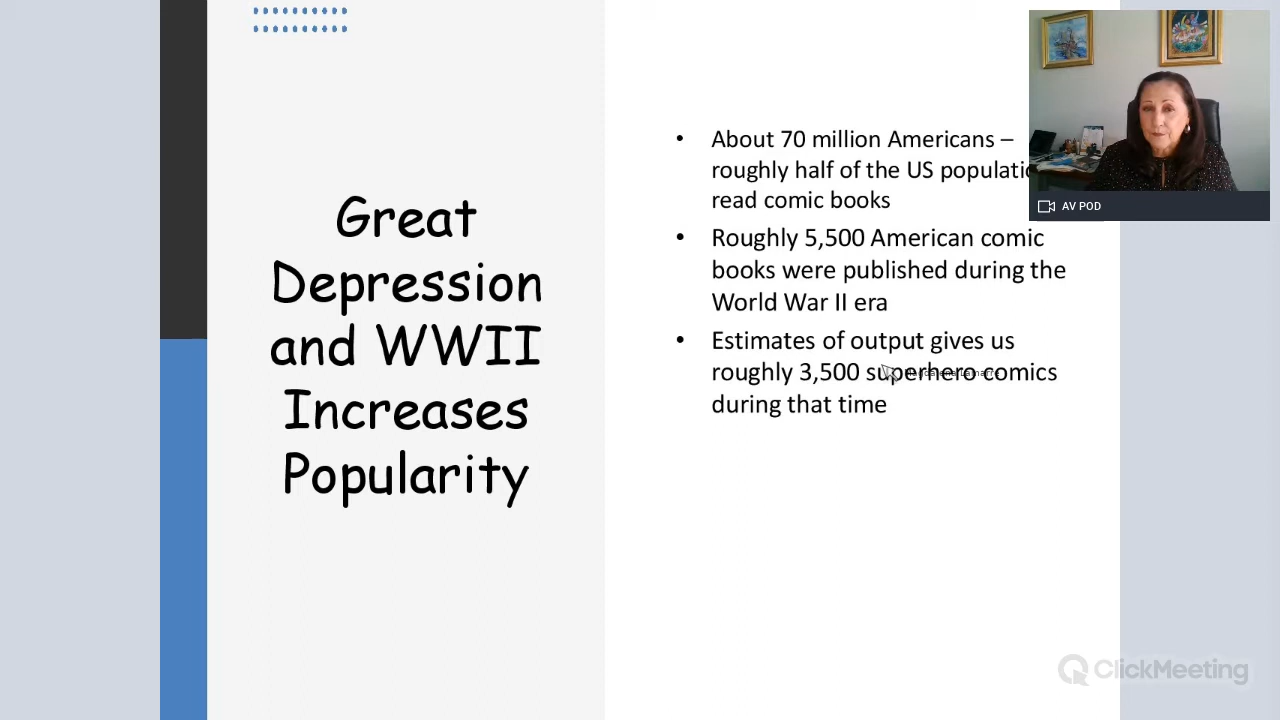 Great
Depression
and WWII
Increases
Popularity
• About 70 million Americans –
roughly half of the US populatio
read comic books
• Roughly 5,500 American comic
books were published during the
World War II era
• Estimates of output gives us
roughly 3,500 superhero comics
during that time
AV POD
ClickMeeting